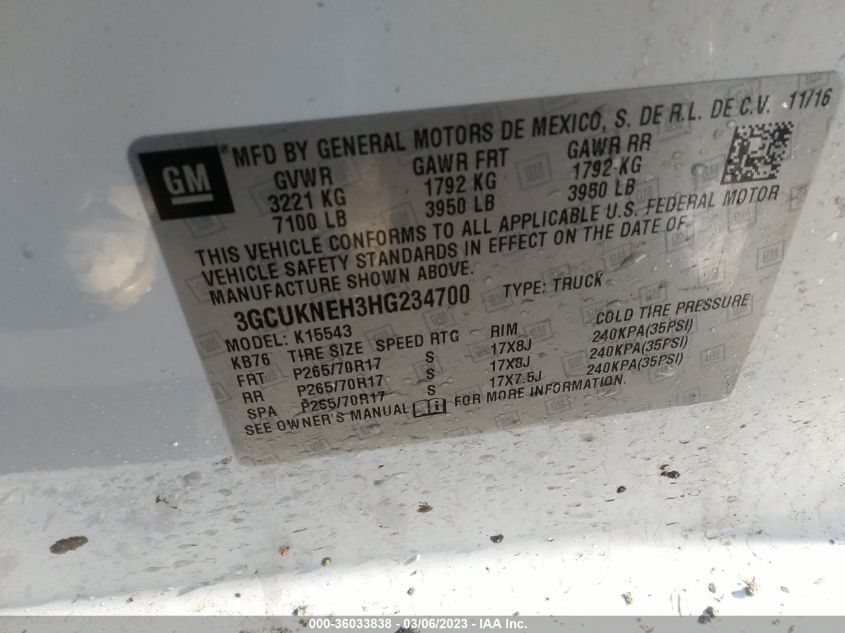 GM MFD BY GENERAL MOTORS DE MEXICO, S. DE R.L. DE C.V. 11/16
GVWR GAWR FRT GAWR RR
3221 KG 1792 KG 1792 KG
7100 LB 3950 LB 3950 LB
THIS VEHICLE CONFORMS TO ALL APPLICABLE U.S. FEDERAL MOTOR
VEHICLE SAFETY STANDARDS IN EFFECT ON THE DATE OF
MANUFACTURE SHOWN ABOVE.
3GCUKNEH3HG234700 TYPE: TRUCK
MODEL: K15543
KB76 TIRE SIZE SPEED RTG RIM COLD TIRE PRESSURE
FRT P265/70R17 S 17X8J 240KPA(35PSI)
RR P265/70R17 S 17X8J 240KPA(35PSI)
SPA P265/70R17 S 17X7.5J 240KPA(35PSI)
SEE OWNER'S MANUAL FOR MORE INFORMATION.
000-36033838 - 03/06/2023 - IAA Inc.